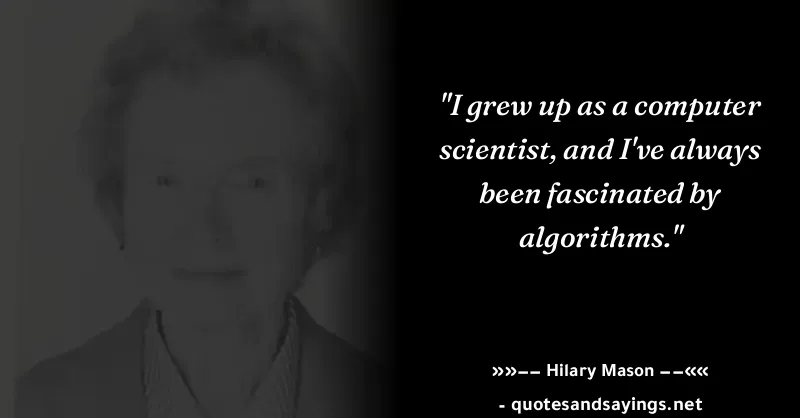 "I grew up as a computer
scientist, and I've always
been fascinated by
algorithms."
»»−− Hilary Mason −−««
- quotesandsayings.net